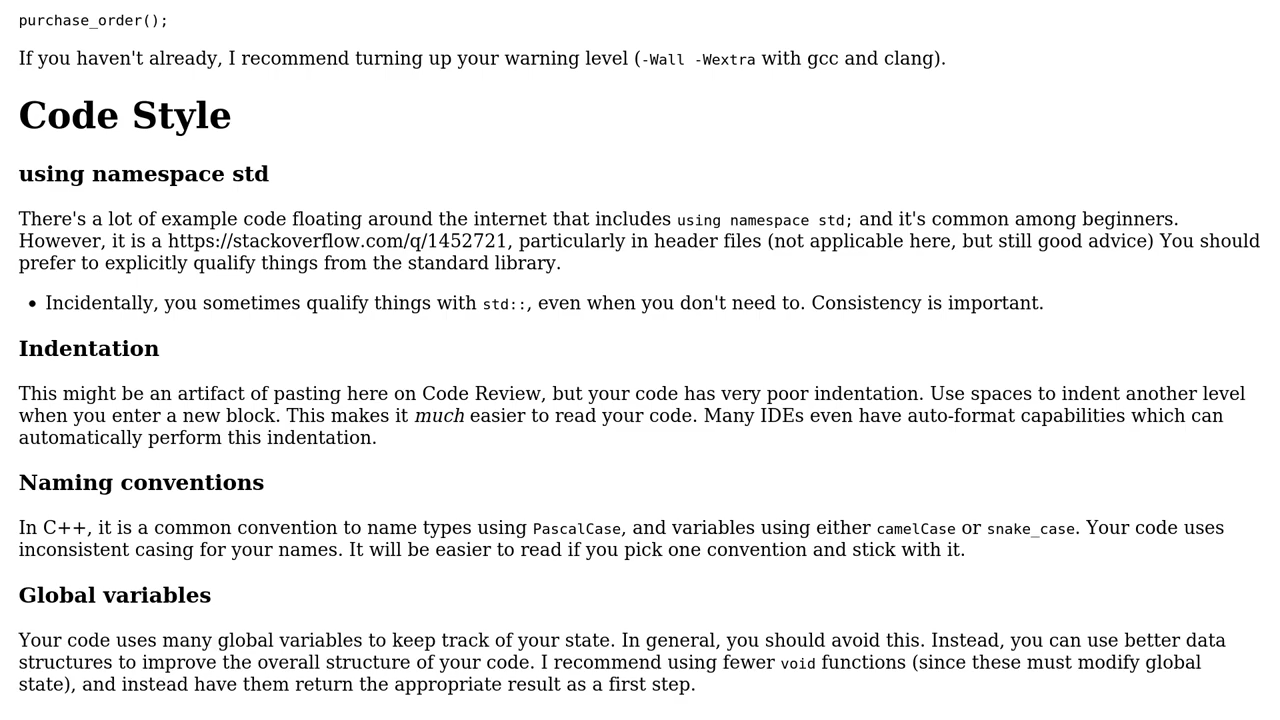 purchase_order();
If you haven't already, I recommend turning up your warning level (-Wall -Wextra with gcc and clang).
Code Style
using namespace std
There's a lot of example code floating around the internet that includes using namespace std; and it's common among beginners.
However, it is a https://stackoverflow.com/q/1452721, particularly in header files (not applicable here, but still good advice) You should
prefer to explicitly qualify things from the standard library.
• Incidentally, you sometimes qualify things with std::, even when you don't need to. Consistency is important.
Indentation
This might be an artifact of pasting here on Code Review, but your code has very poor indentation. Use spaces to indent another level
when you enter a new block. This makes it much easier to read your code. Many IDEs even have auto-format capabilities which can
automatically perform this indentation.
Naming conventions
In C++, it is a common convention to name types using PascalCase, and variables using either camelCase or snake_case. Your code uses
inconsistent casing for your names. It will be easier to read if you pick one convention and stick with it.
Global variables
Your code uses many global variables to keep track of your state. In general, you should avoid this. Instead, you can use better data
structures to improve the overall structure of your code. I recommend using fewer void functions (since these must modify global
state), and instead have them return the appropriate result as a first step.